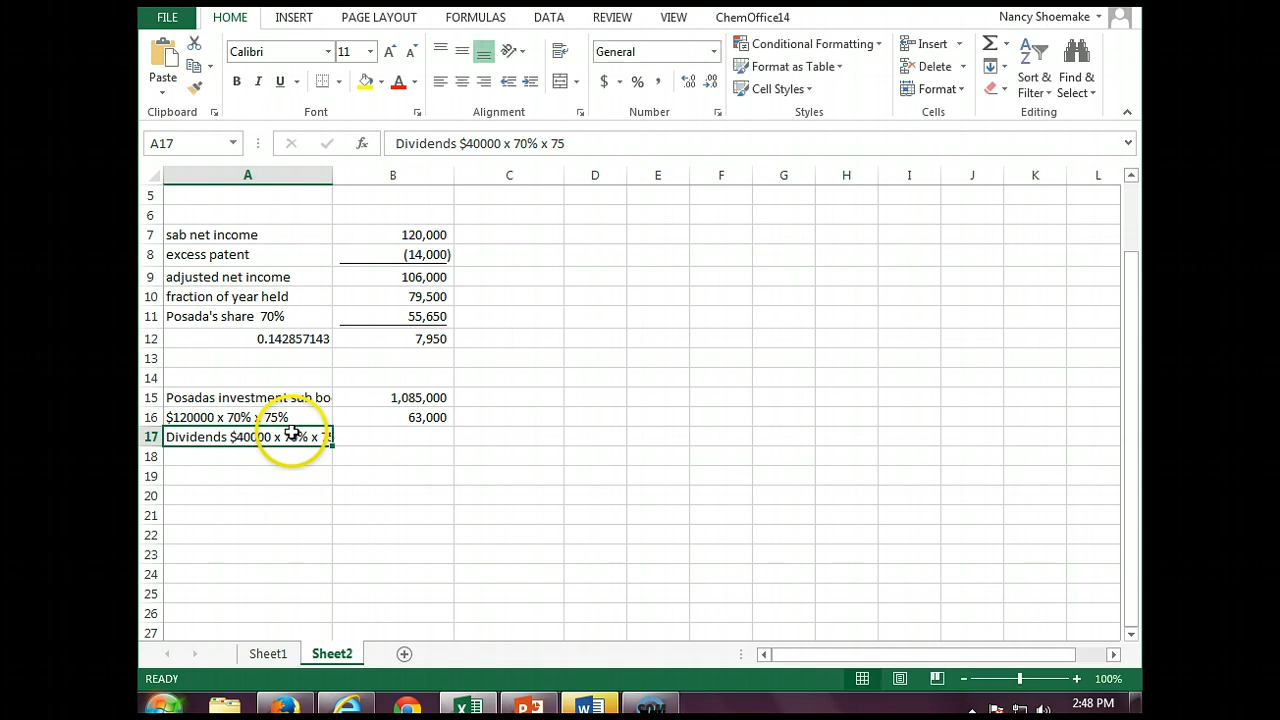 FILE HOME INSERT PAGE LAYOUT FORMULAS DATA REVIEW VIEW ChemOffice14 Nancy Shoemake
Paste
Calibri 11
B I U A
General
$ % ,
Conditional Formatting
Format as Table
Cell Styles
Insert
Delete
Format
Sort & Filter
Find & Select
Clipboard Font Alignment Number Styles Cells Editing
A17 fx Dividends $40000 x 70% x 75
A B C D E F G H I J K L
5
6
7 sab net income 120,000
8 excess patent (14,000)
9 adjusted net income 106,000
10 fraction of year held 79,500
11 Posada's share 70% 55,650
12 0.142857143 7,950
13
14
15 Posadas investment sub bo 1,085,000
16 $120000 x 70% x 75% 63,000
17 Dividends $40000 x 70% x 75
18
19
20
21
22
23
24
25
26
27
Sheet1 Sheet2
READY 100%
2:48 PM